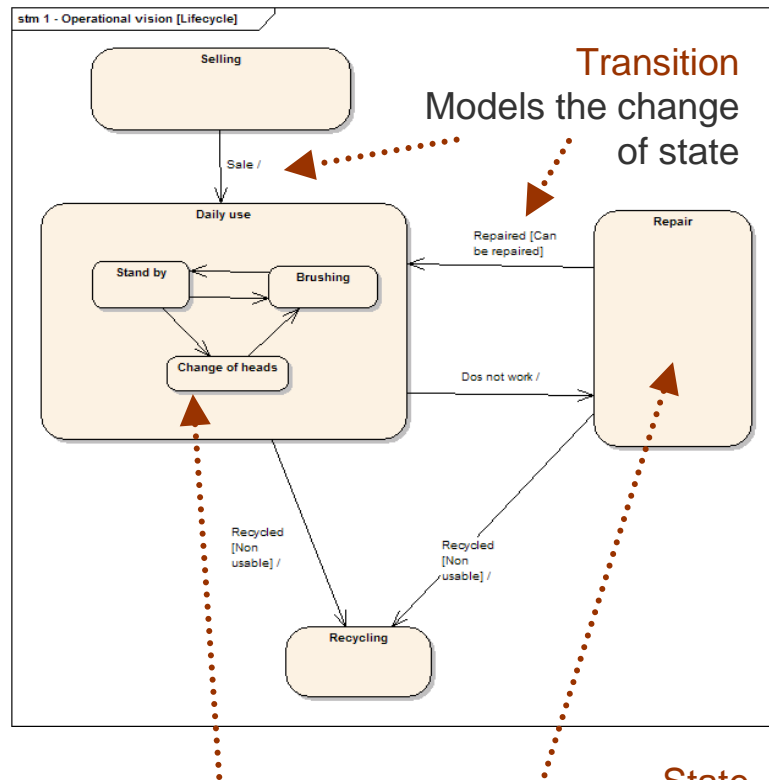 stm 1 - Operational vision [Lifecycle]
Selling
Transition
Models the change
of state
Sale /
Daily use
Repaired [Can
be repaired]
Repair
Stand by
Brushing
Change of heads
Dos not work /
Recycled
[Non
usable] /
Recycled
[Non
usable] /
Recycling
State